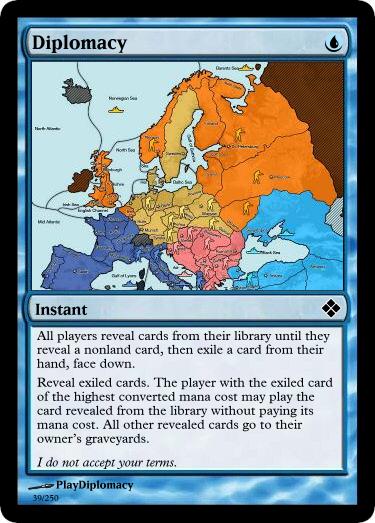 Diplomacy
Barents Sea
Norwegian Sea
North Atlantic
North Sea
Baltic Sea
Irish Sea
English Channel
Mid Atlantic
Gulf of Lyons
Black Sea
Instant
All players reveal cards from their library until they
reveal a nonland card, then exile a card from their
hand, face down.
Reveal exiled cards. The player with the exiled card
of the highest converted mana cost may play the
card revealed from the library without paying its
mana cost. All other revealed cards go to their
owner's graveyards.
I do not accept your terms.
PlayDiplomacy
39/250